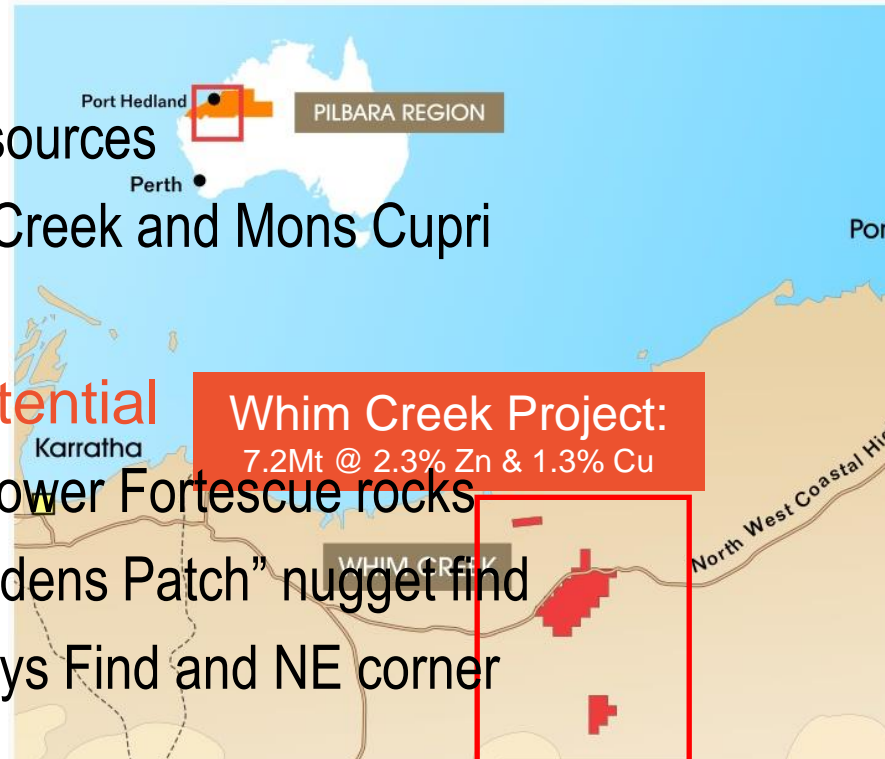 Port Hedland
PILBARA REGION
sources
Perth
Creek and Mons Cupri
Por
tential
Whim Creek Project:
7.2Mt @ 2.3% Zn & 1.3% Cu
Karratha
ower Fortescue rocks
North West Coastal Hi
WHIM CREEK
dens Patch” nugget find
ys Find and NE corner